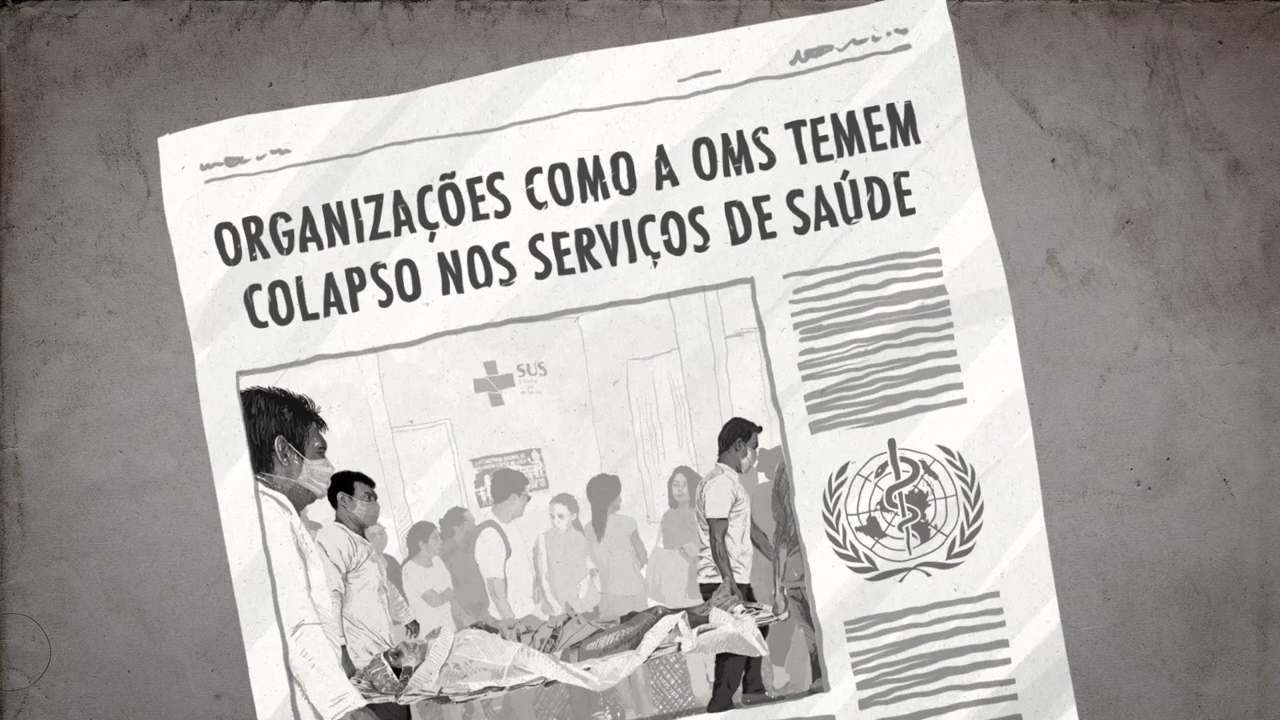 ORGANIZAÇÕES COMO A OMS TEMEM
COLAPSO NOS SERVIÇOS DE SAÚDE
SUS